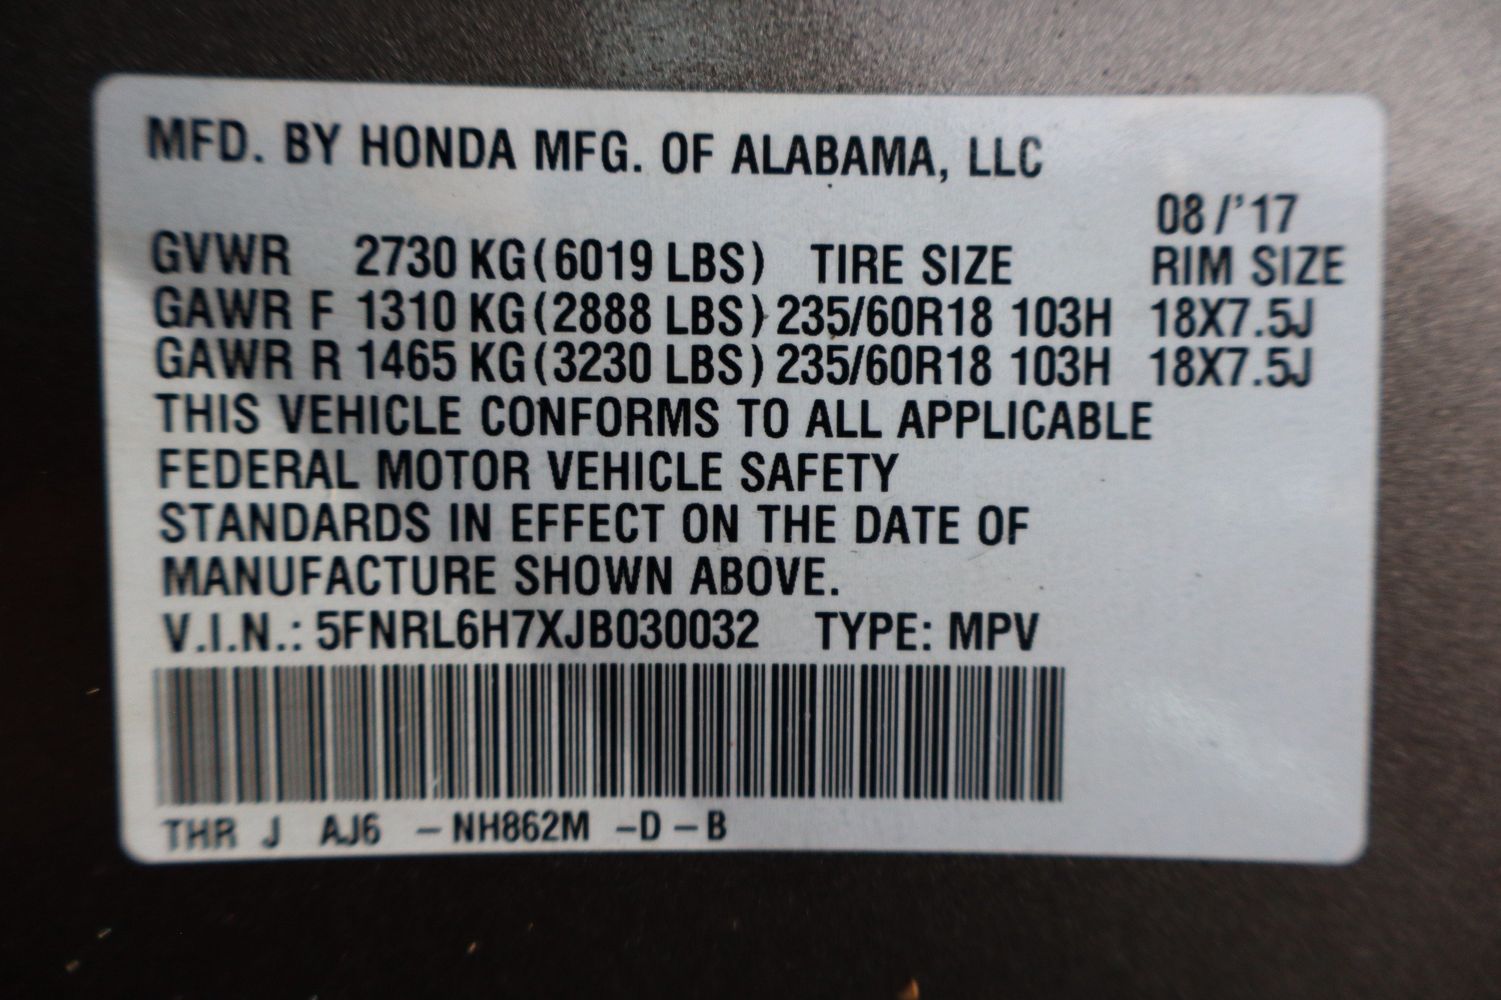 MFD. BY HONDA MFG. OF ALABAMA, LLC
08/'17
GVWR 2730 KG(6019 LBS) TIRE SIZE RIM SIZE
GAWR F 1310 KG(2888 LBS) 235/60R18 103H 18X7.5J
GAWR R 1465 KG(3230 LBS) 235/60R18 103H 18X7.5J
THIS VEHICLE CONFORMS TO ALL APPLICABLE
FEDERAL MOTOR VEHICLE SAFETY
STANDARDS IN EFFECT ON THE DATE OF
MANUFACTURE SHOWN ABOVE.
V.I.N.: 5FNRL6H7XJB030032 TYPE: MPV
THR J AJ6 – NH862M –D – B